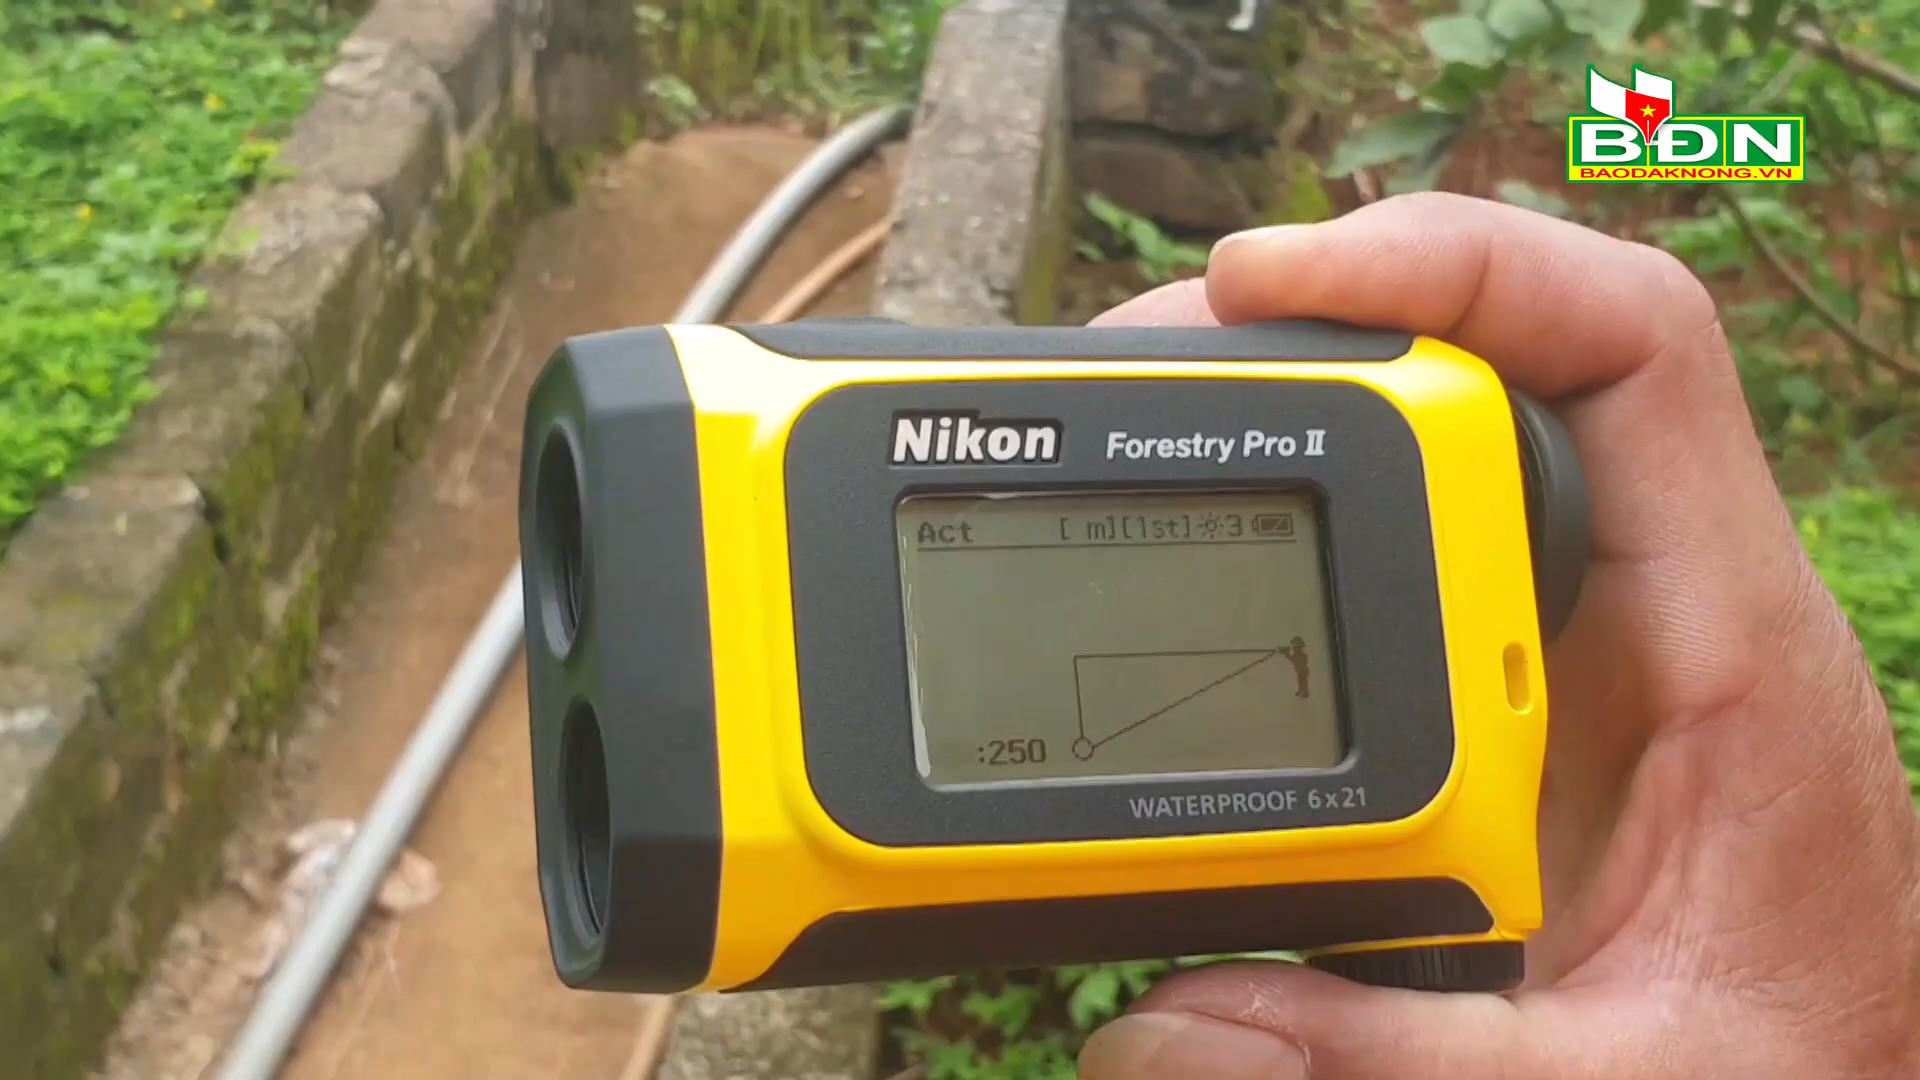 BĐN
BAODAKNONG.VN
Nikon Forestry Pro II
Act [ m][1st] 3
:250
WATERPROOF 6x21